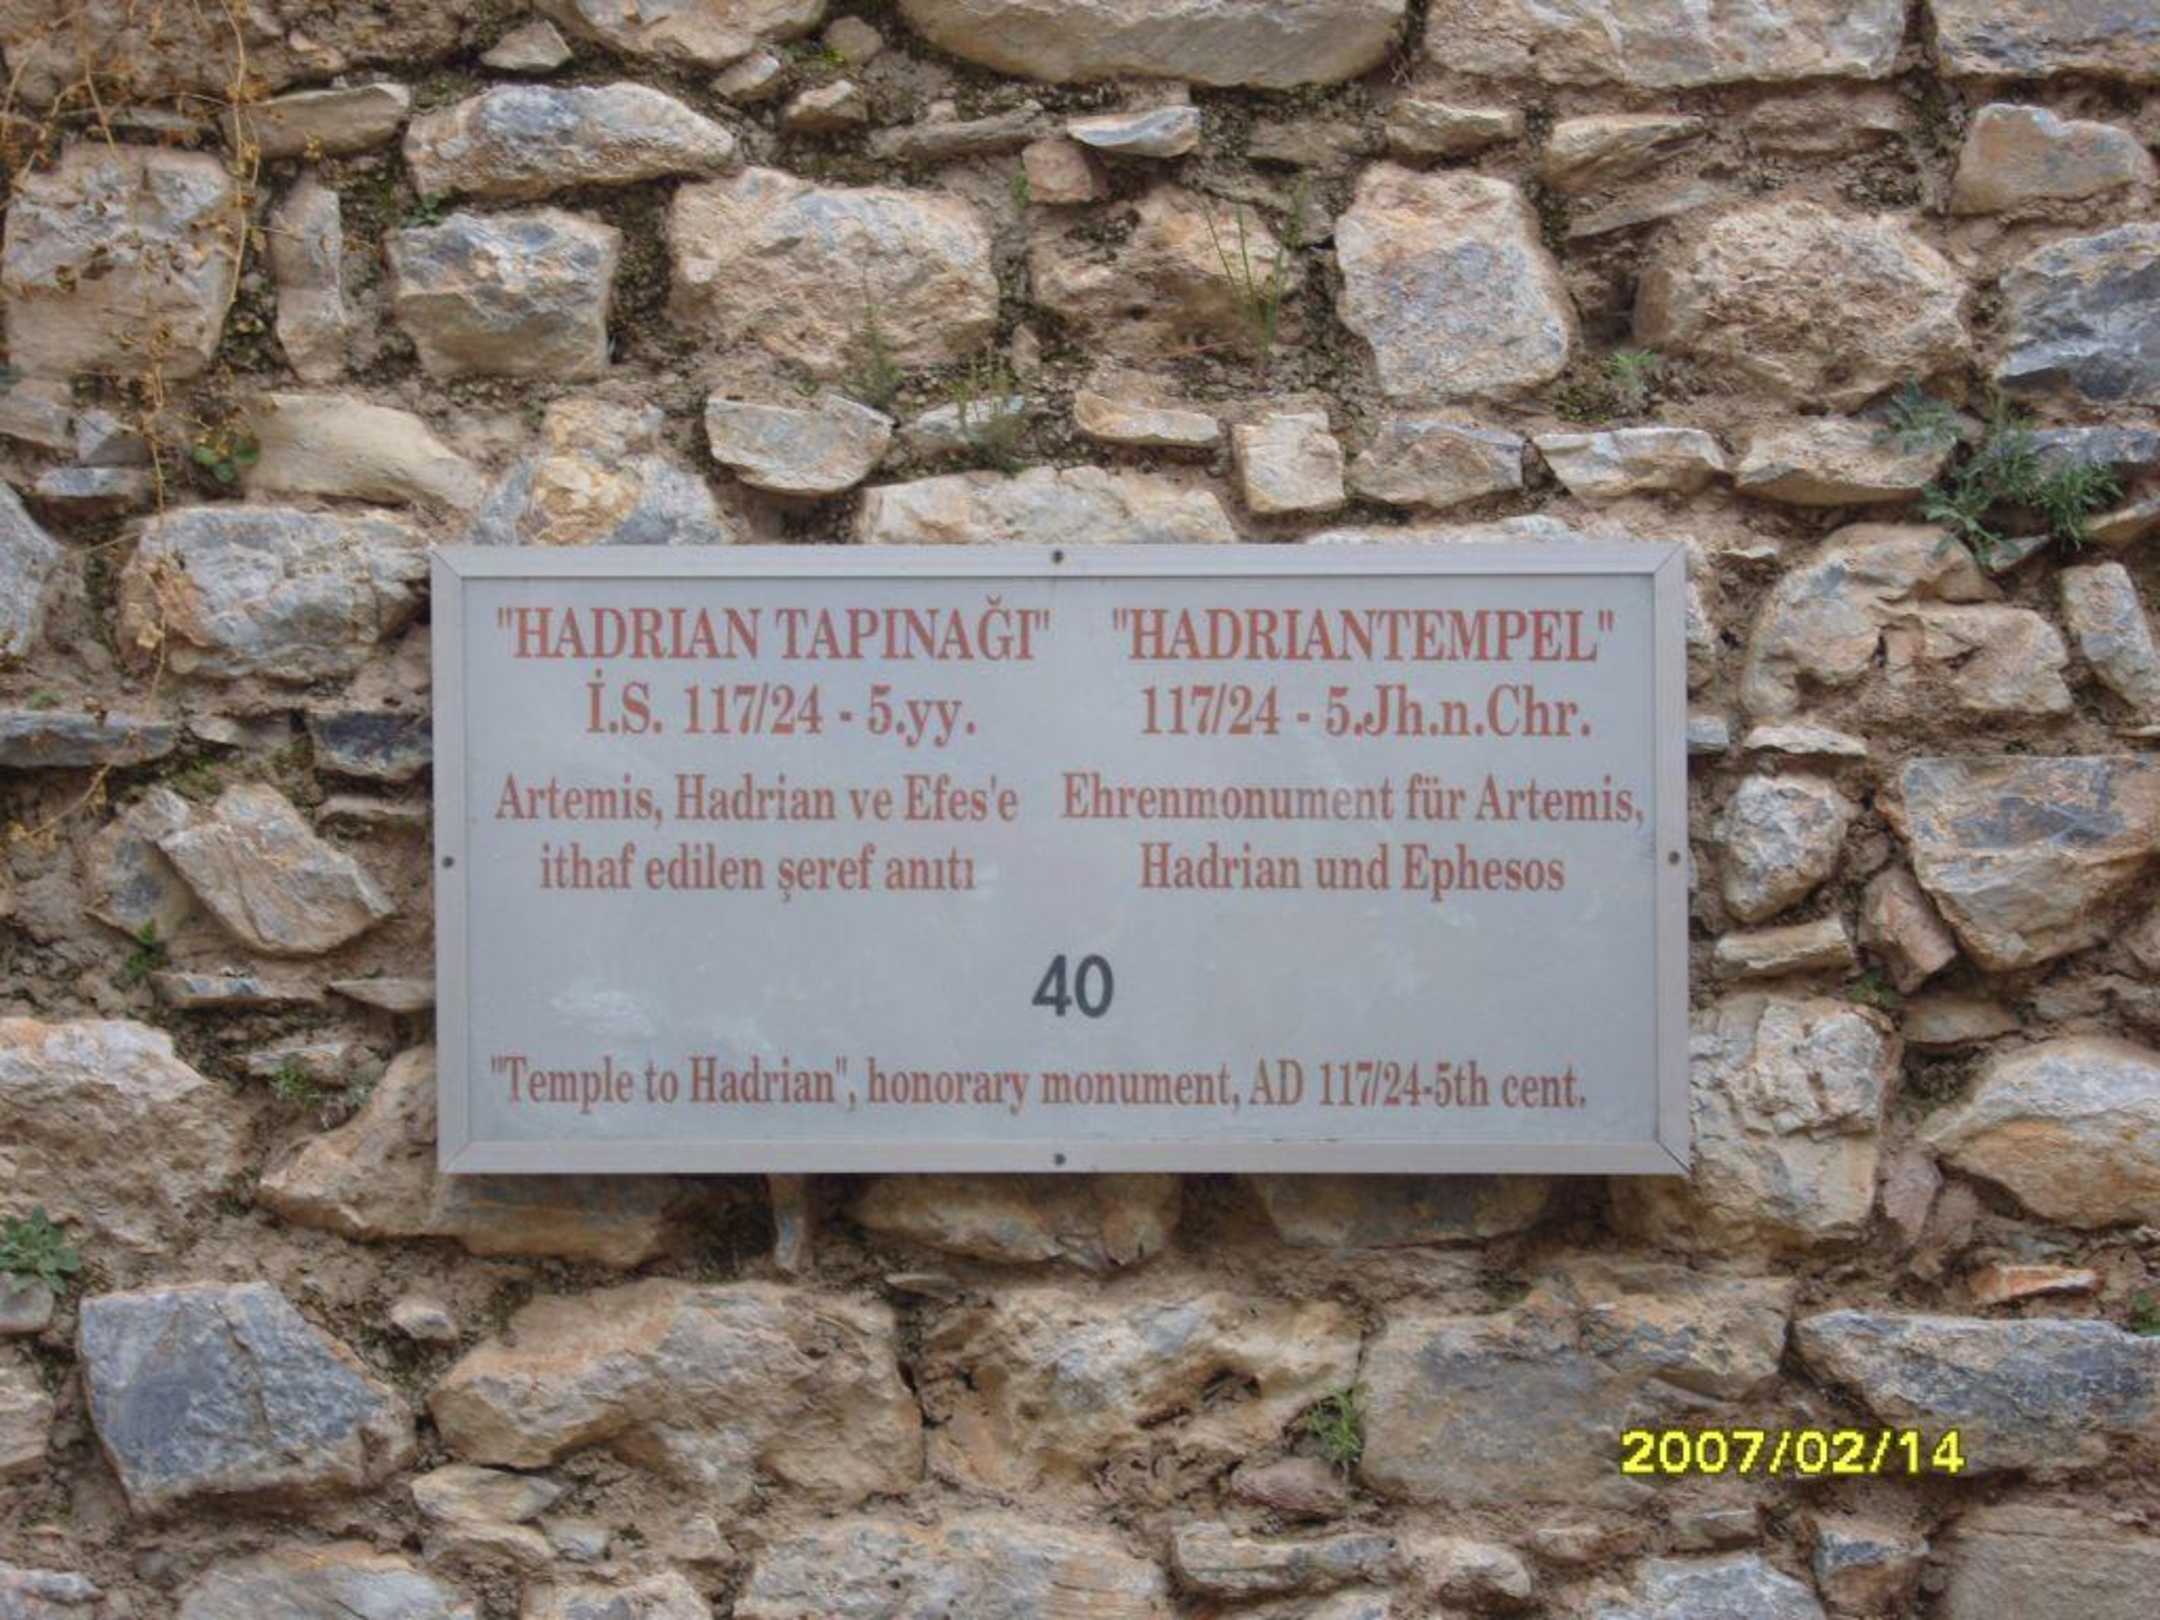 "HADRIAN TAPINAĞI"
İ.S. 117/24 - 5.yy.
Artemis, Hadrian ve Efes'e
ithaf edilen şeref anıtı
"HADRIANTEMPEL"
117/24 - 5.Jh.n.Chr.
Ehrenmonument für Artemis,
Hadrian und Ephesos
40
"Temple to Hadrian", honorary monument, AD 117/24-5th cent.
2007/02/14